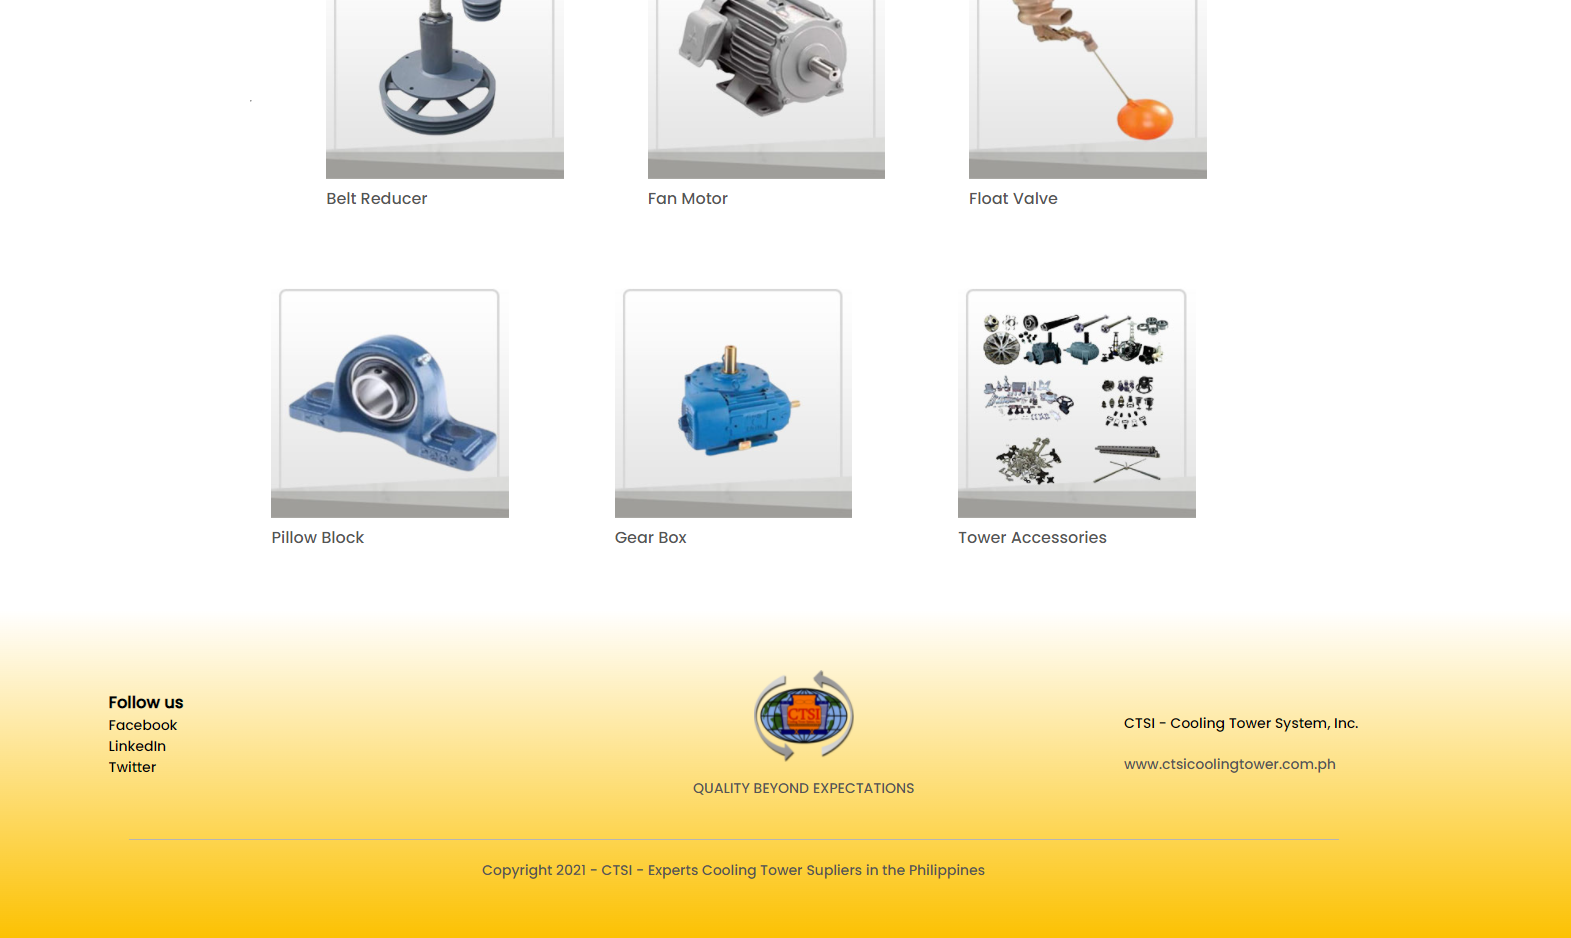 Belt Reducer
Fan Motor
Float Valve
Pillow Block
Gear Box
Tower Accessories
Follow us
Facebook
LinkedIn
Twitter
CTSI
QUALITY BEYOND EXPECTATIONS
CTSI - Cooling Tower System, Inc.
www.ctsicoolingtower.com.ph
Copyright 2021 - CTSI - Experts Cooling Tower Supliers in the Philippines